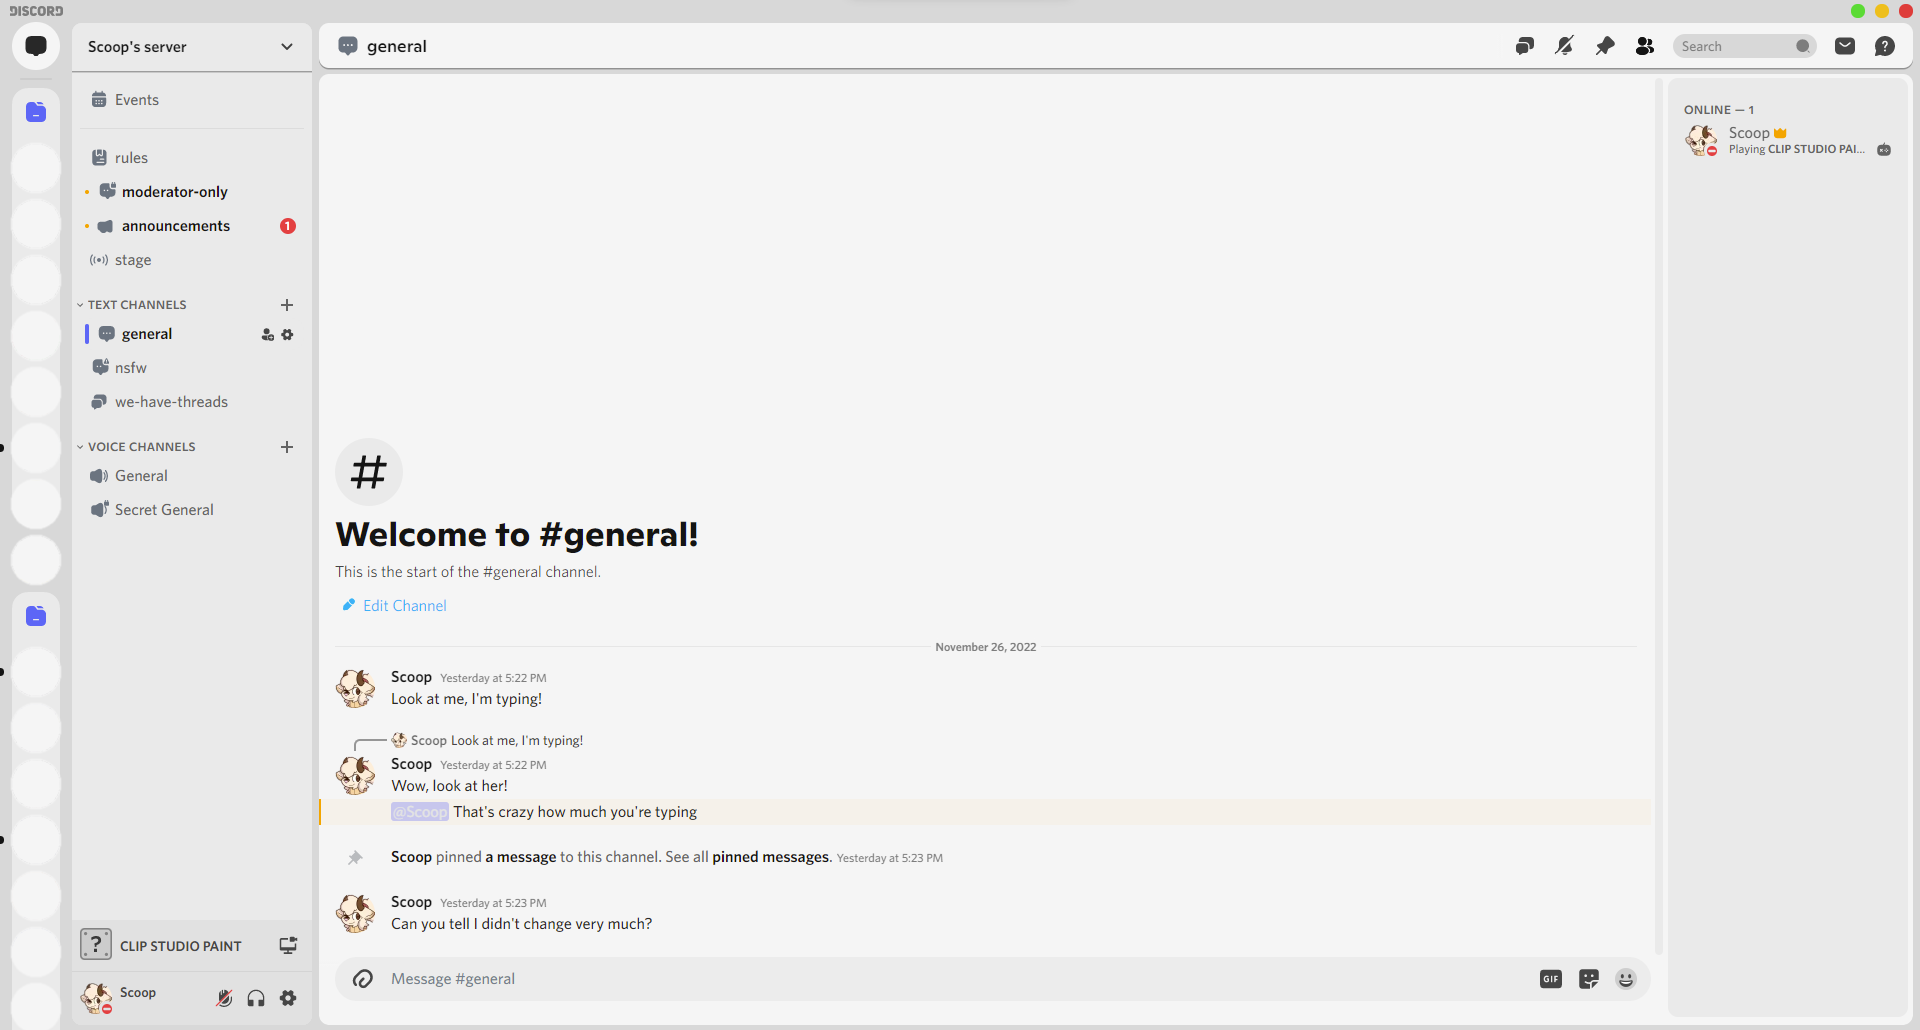 DISCORD
Scoop's server
Events
rules
moderator-only
announcements 1
stage
TEXT CHANNELS
general
nsfw
we-have-threads
VOICE CHANNELS
General
Secret General
? CLIP STUDIO PAINT
Scoop
general
Search
#
Welcome to #general!
This is the start of the #general channel.
Edit Channel
November 26, 2022
Scoop Yesterday at 5:22 PM
Look at me, I'm typing!
Scoop Look at me, I'm typing!
Scoop Yesterday at 5:22 PM
Wow, look at her!
@Scoop That's crazy how much you're typing
Scoop pinned a message to this channel. See all pinned messages. Yesterday at 5:23 PM
Scoop Yesterday at 5:23 PM
Can you tell I didn't change very much?
Message #general
GIF
ONLINE — 1
Scoop
Playing CLIP STUDIO PAI...